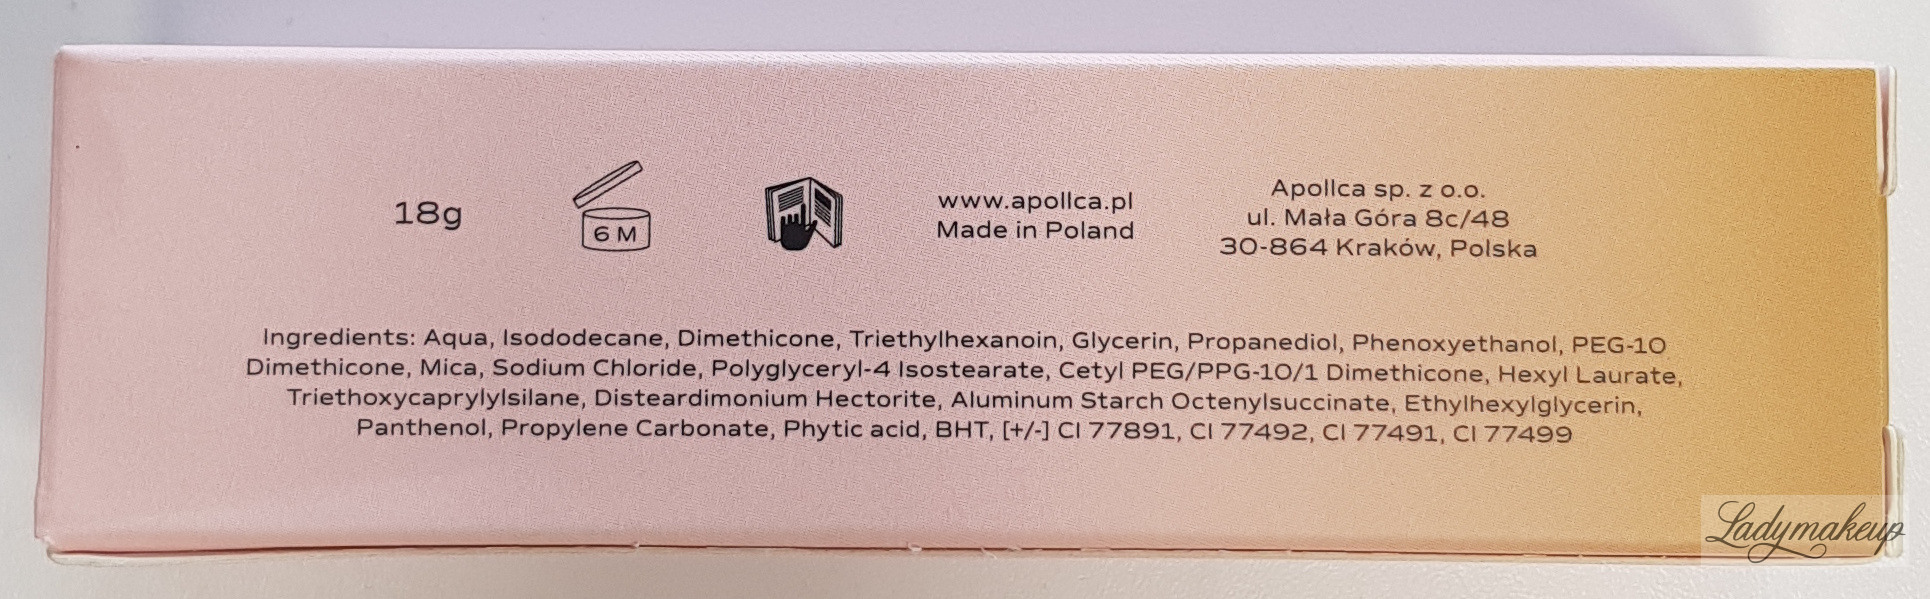 18g
6 M
www.apollca.pl
Made in Poland
Apollca sp. z o.o.
ul. Mała Góra 8c/48
30-864 Kraków, Polska
Ingredients: Aqua, Isododecane, Dimethicone, Triethylhexanoin, Glycerin, Propanediol, Phenoxyethanol, PEG-10
Dimethicone, Mica, Sodium Chloride, Polyglyceryl-4 Isostearate, Cetyl PEG/PPG-10/1 Dimethicone, Hexyl Laurate,
Triethoxycaprylylsilane, Disteardimonium Hectorite, Aluminum Starch Octenylsuccinate, Ethylhexylglycerin,
Panthenol, Propylene Carbonate, Phytic acid, BHT, [+/-] CI 77891, CI 77492, CI 77491, CI 77499
Ladymakeup